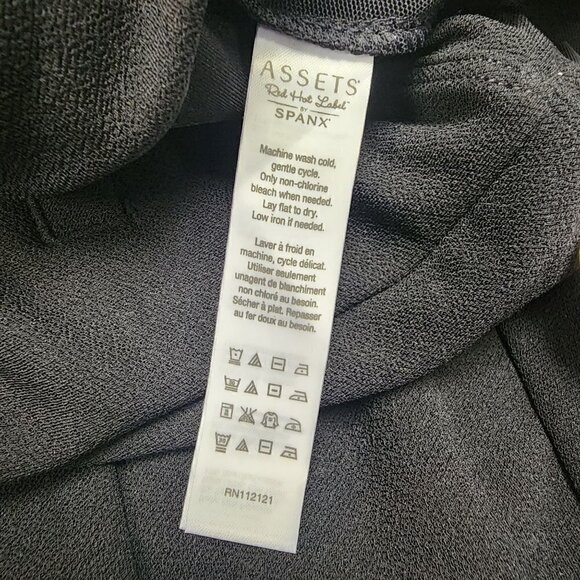 ASSETS®
Red Hot Label™
BY
SPANX®
Machine wash cold,
gentle cycle.
Only non-chlorine
bleach when needed.
Lay flat to dry.
Low iron if needed.
Laver à froid en
machine, cycle délicat.
Utiliser seulement
unagent de blanchiment
non chloré au besoin.
Sécher à plat. Repasser
au fer doux au besoin.
RN112121